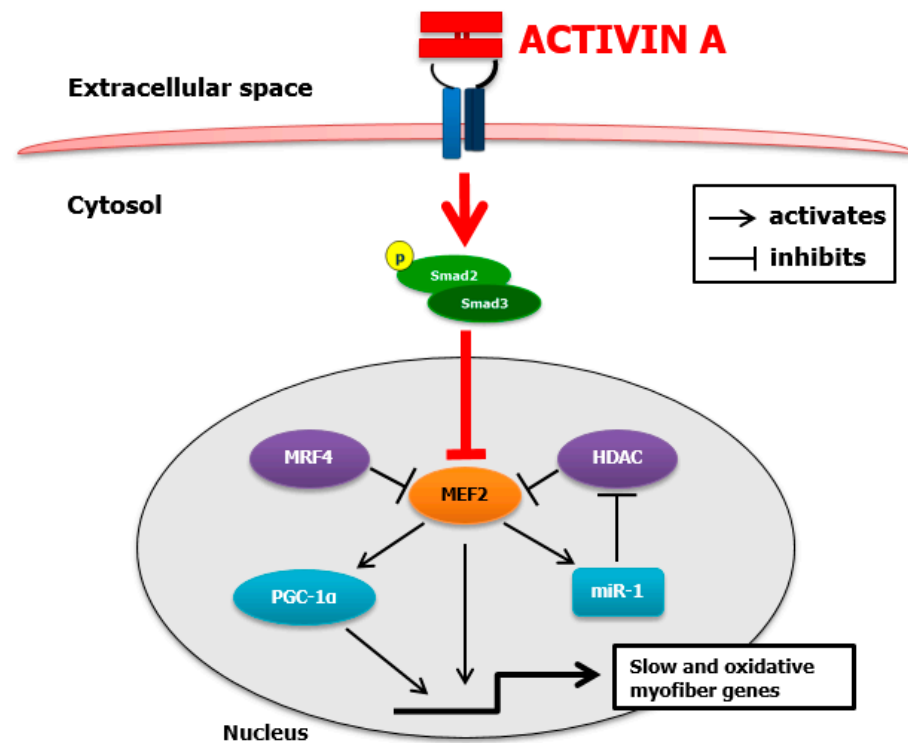 ACTIVIN A
Extracellular space
Cytosol
activates
inhibits
p
Smad2
Smad3
MRF4
HDAC
MEF2
PGC-1α
miR-1
Slow and oxidative
myofiber genes
Nucleus